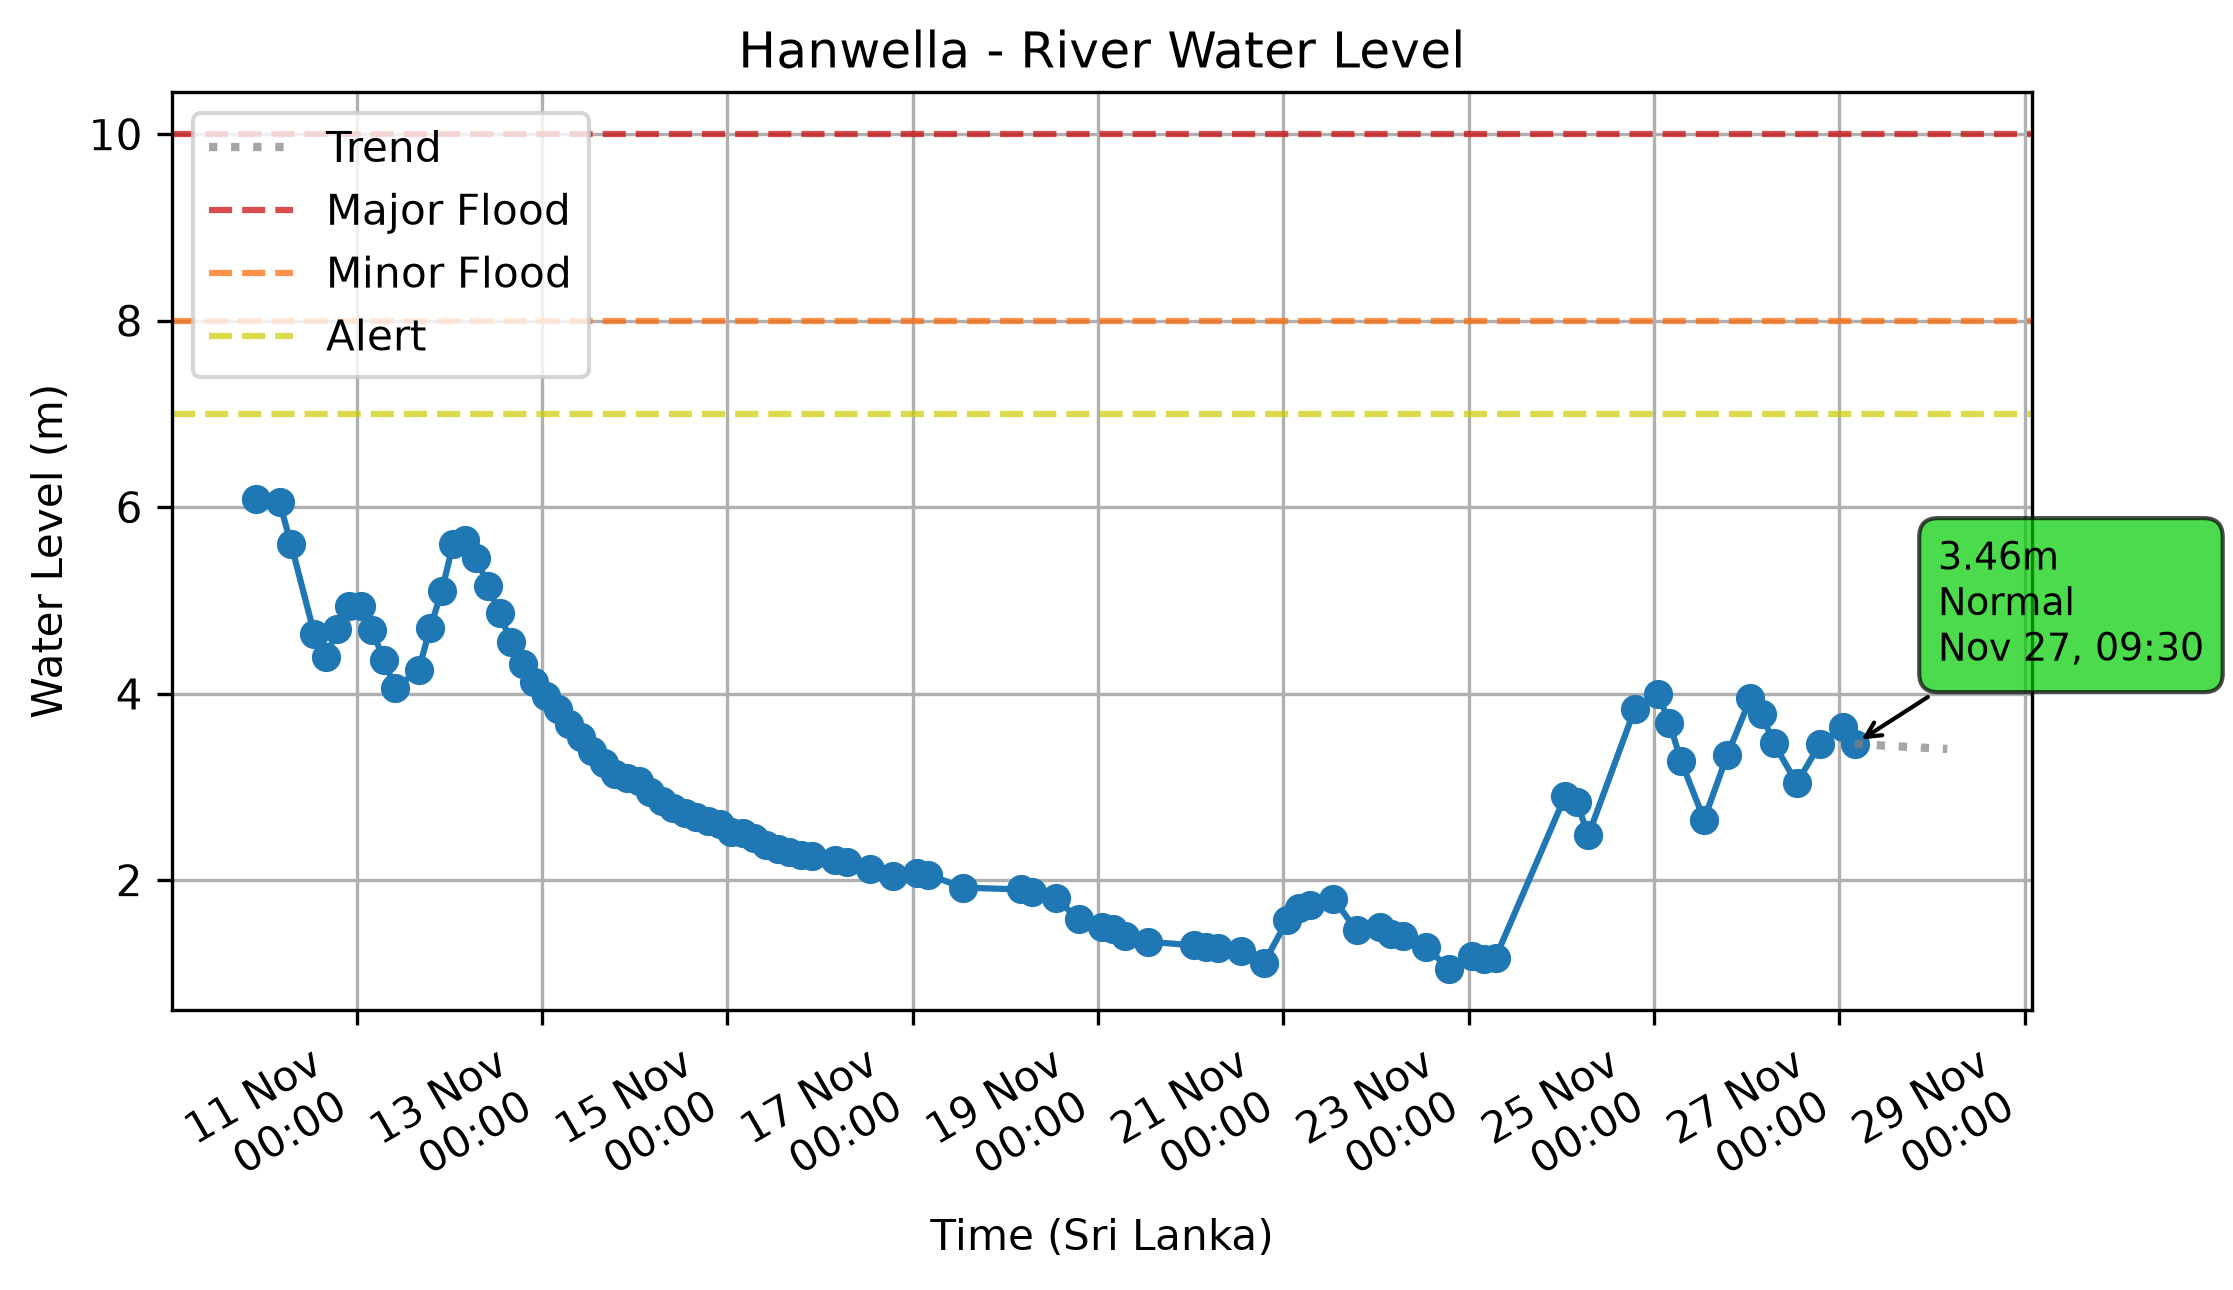 Hanwella - River Water Level
Trend
Major Flood
Minor Flood
Alert
10
8
6
4
2
Water Level (m)
3.46m
Normal
Nov 27, 09:30
11 Nov
00:00
13 Nov
00:00
15 Nov
00:00
17 Nov
00:00
19 Nov
00:00
21 Nov
00:00
23 Nov
00:00
25 Nov
00:00
27 Nov
00:00
29 Nov
00:00
Time (Sri Lanka)